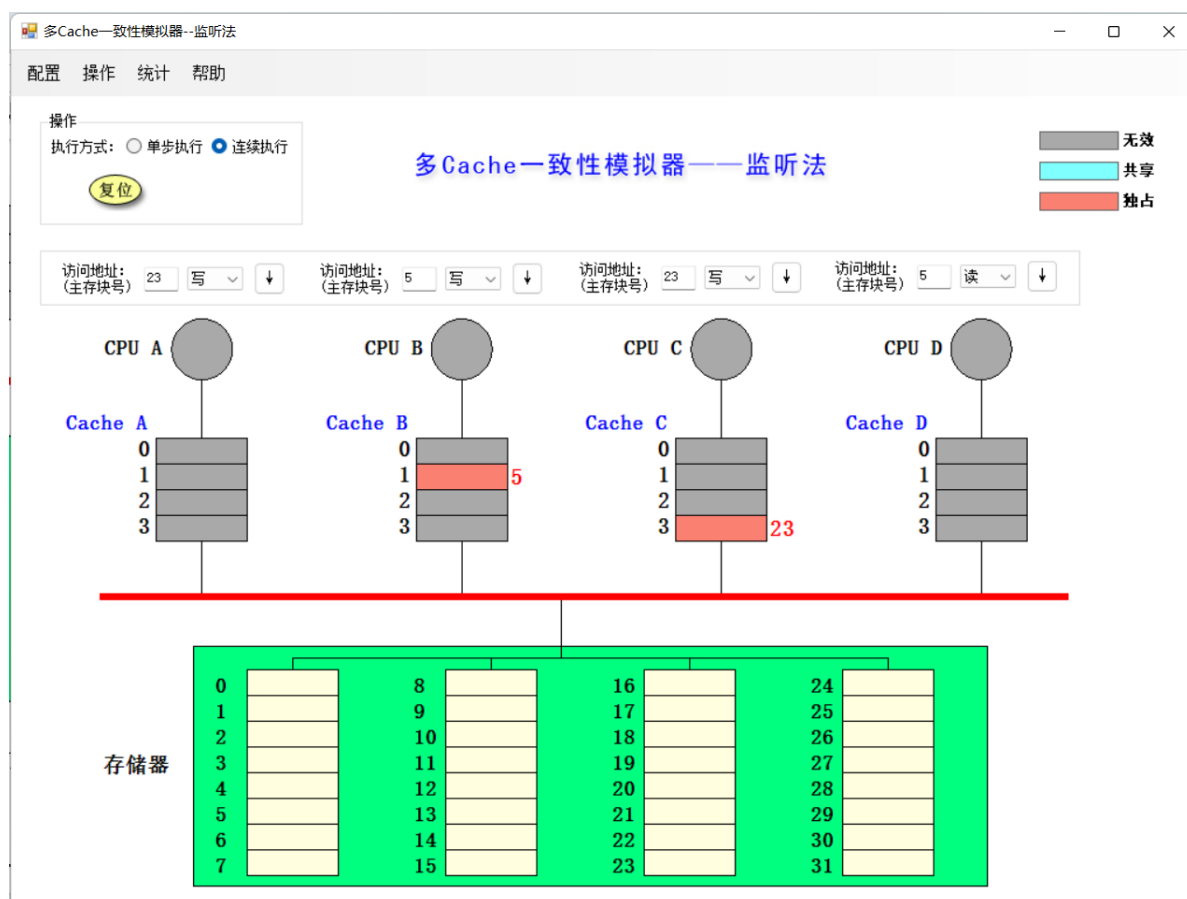 多Cache一致性模拟器--监听法
配置 操作 统计 帮助
操作
执行方式： 单步执行 连续执行
复位
多Cache一致性模拟器——监听法
无效
共享
独占
访问地址：
(主存块号) 23 写 ↓
访问地址：
(主存块号) 5 写 ↓
访问地址：
(主存块号) 23 写 ↓
访问地址：
(主存块号) 5 读 ↓
CPU A CPU B CPU C CPU D
Cache A Cache B Cache C Cache D
0 0 0 0
1 1 5 1 1
2 2 2 2
3 3 3 23 3
存储器
0 8 16 24
1 9 17 25
2 10 18 26
3 11 19 27
4 12 20 28
5 13 21 29
6 14 22 30
7 15 23 31